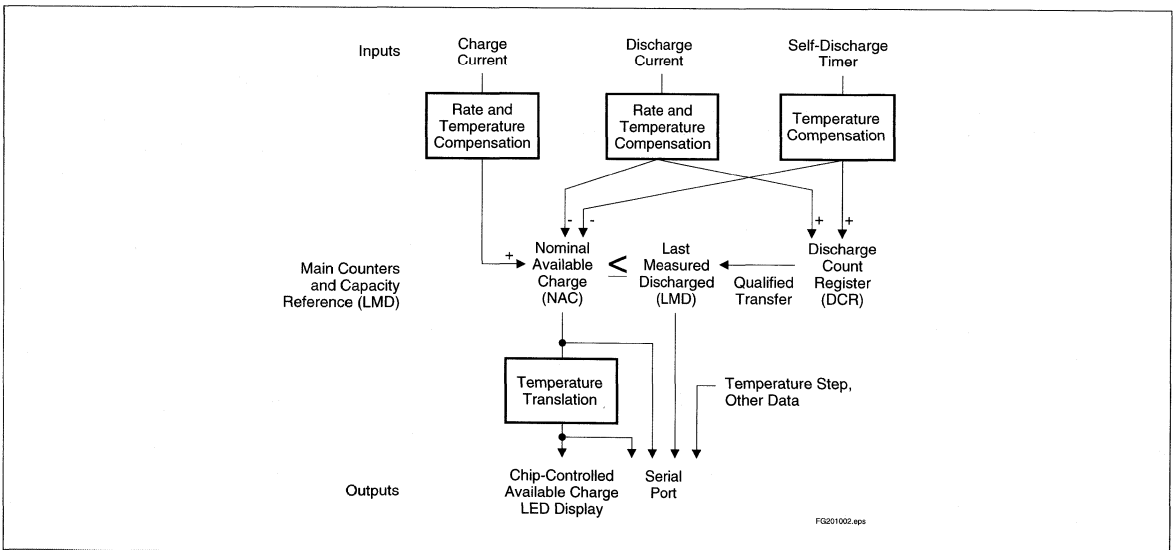 Inputs
Charge
Current
Discharge
Current
Self-Discharge
Timer
Rate and
Temperature
Compensation
Rate and
Temperature
Compensation
Temperature
Compensation
- -
+ +
+
Main Counters
and Capacity
Reference (LMD)
Nominal
Available
Charge
(NAC)
≤
Last
Measured
Discharged
(LMD)
Qualified
Transfer
Discharge
Count
Register
(DCR)
Temperature
Translation
Temperature Step,
Other Data
Outputs
Chip-Controlled
Available Charge
LED Display
Serial
Port
FG201002.eps